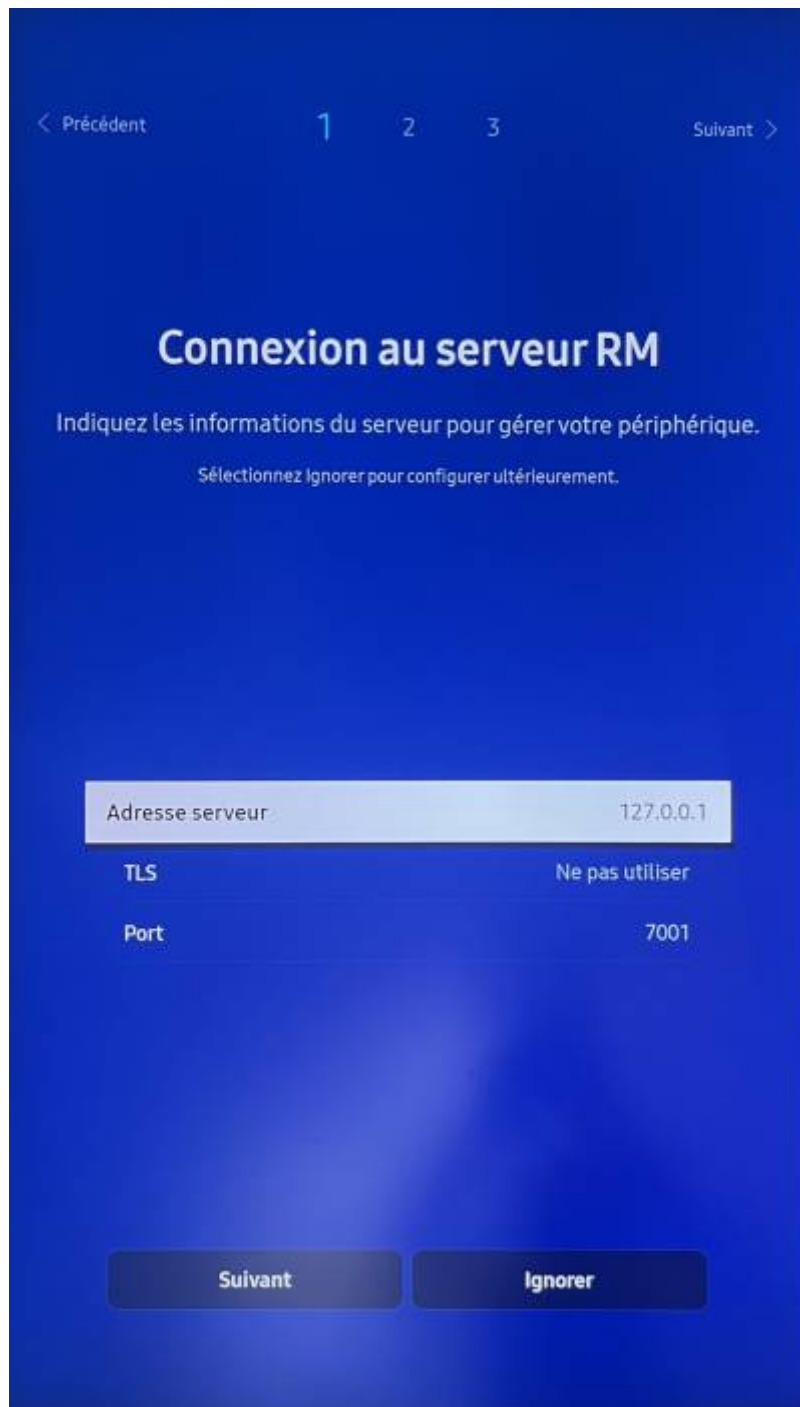 Précédent 1 2 3 Suivant
Connexion au serveur RM
Indiquez les informations du serveur pour gérer votre périphérique.
Sélectionnez Ignorer pour configurer ultérieurement.
Adresse serveur 127.0.0.1
TLS Ne pas utiliser
Port 7001
Suivant Ignorer